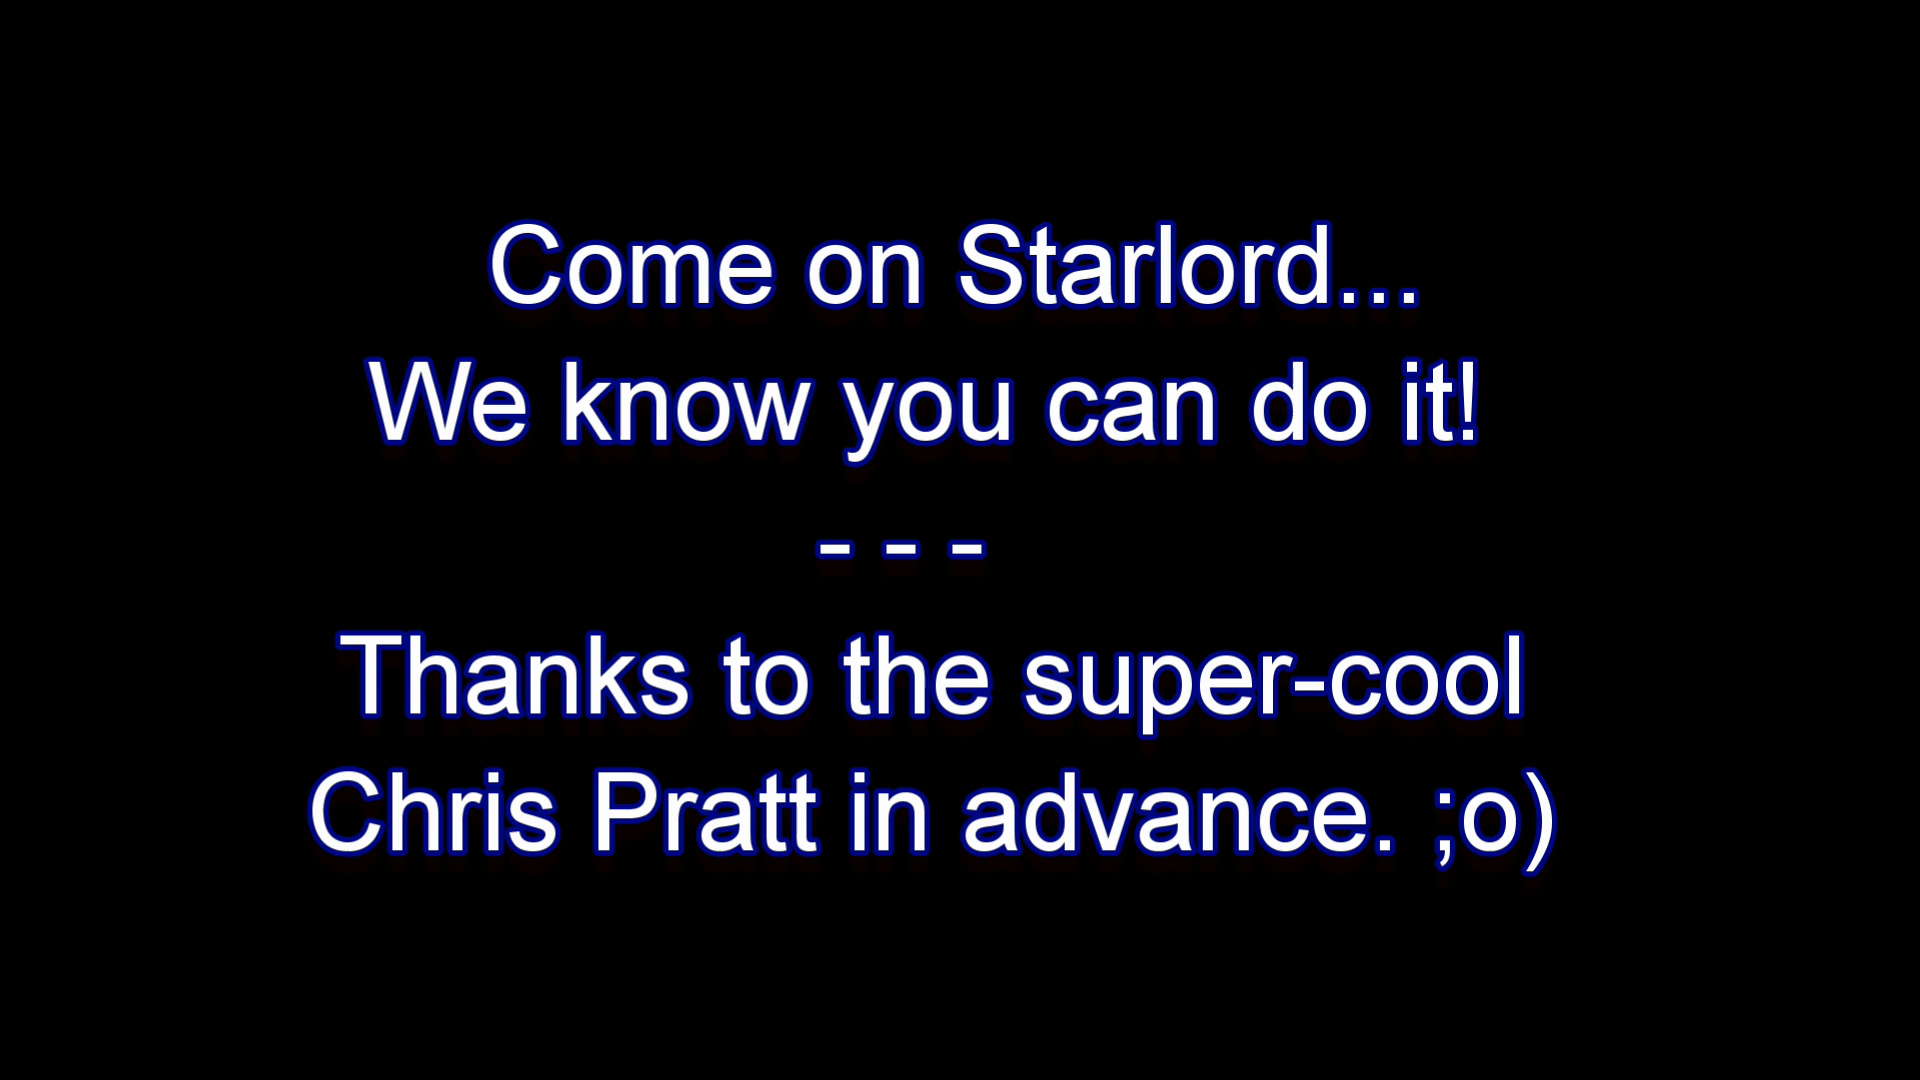 Come on Starlord...
We know you can do it!
- - -
Thanks to the super-cool
Chris Pratt in advance. ;o)